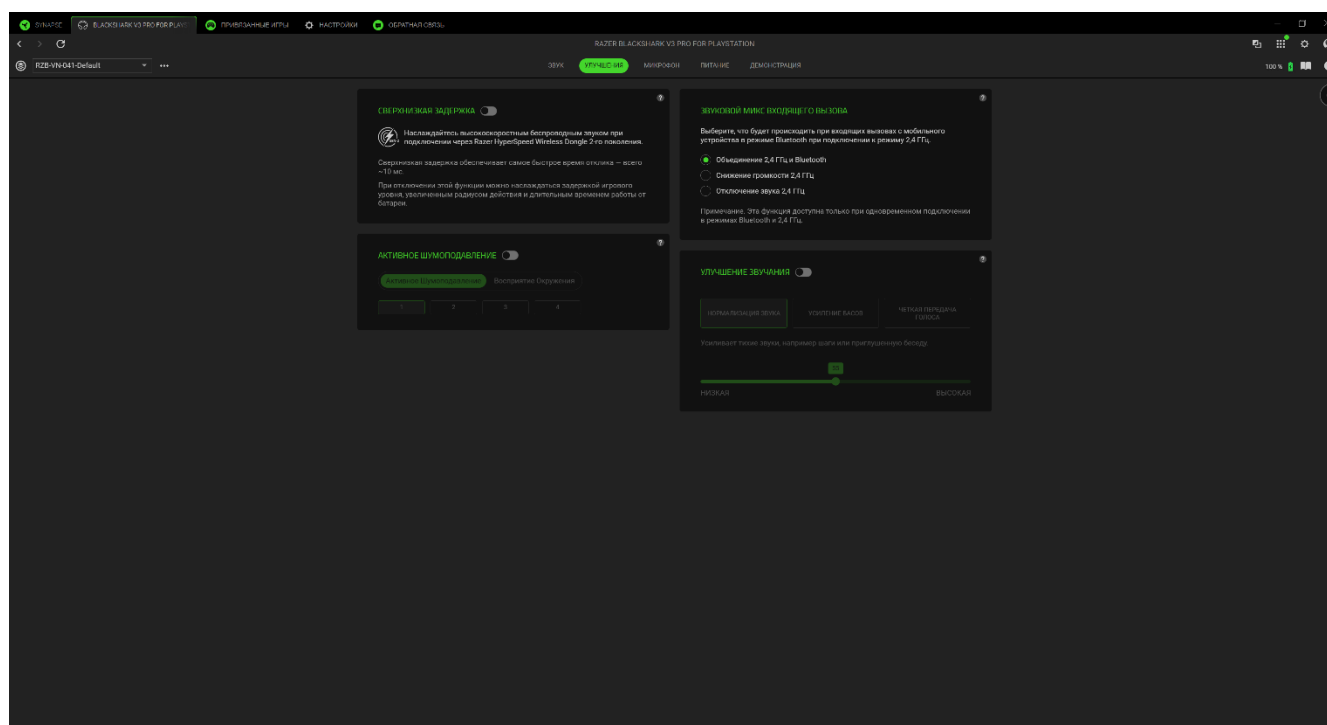 SYNAPSE
BLACKSHARK V3 PRO FOR PLAY
ПРИВЯЗАННЫЕ ИГРЫ
НАСТРОЙКИ
ОБРАТНАЯ СВЯЗЬ
RAZER BLACKSHARK V3 PRO FOR PLAYSTATION
RZB-VN-041-Default
ЗВУК
УЛУЧШЕНИЯ
МИКРОФОН
ПИТАНИЕ
ДЕМОНСТРАЦИЯ
100 %
СВЕРХНИЗКАЯ ЗАДЕРЖКА
Наслаждайтесь высокоскоростным беспроводным звуком при
подключении через Razer HyperSpeed Wireless Dongle 2-го поколения.
Сверхнизкая задержка обеспечивает самое быстрое время отклика — всего
~10 мс.
При отключении этой функции можно наслаждаться задержкой игрового
уровня, увеличенным радиусом действия и длительным временем работы от
батареи.
АКТИВНОЕ ШУМОПОДАВЛЕНИЕ
Активное Шумоподавление
Восприятие Окружения
1
2
3
4
ЗВУКОВОЙ МИКС ВХОДЯЩЕГО ВЫЗОВА
Выберите, что будет происходить при входящих вызовах с мобильного
устройства в режиме Bluetooth при подключении к режиму 2,4 ГГц.
Объединение 2,4 ГГц и Bluetooth
Снижение громкости 2,4 ГГц
Отключение звука 2,4 ГГц
Примечание. Эта функция доступна только при одновременном подключении
в режимах Bluetooth и 2,4 ГГц.
УЛУЧШЕНИЕ ЗВУЧАНИЯ
НОРМАЛИЗАЦИЯ ЗВУКА
УСИЛЕНИЕ БАСОВ
ЧЕТКАЯ ПЕРЕДАЧА
ГОЛОСА
Усиливает тихие звуки, например шаги или приглушенную беседу.
НИЗКАЯ
ВЫСОКАЯ